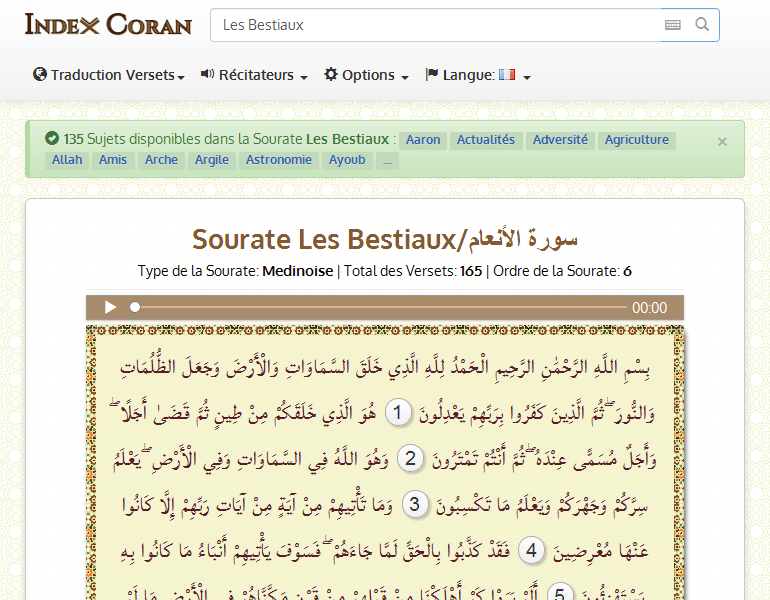 Index Coran
Les Bestiaux
Traduction Versets Récitateurs Options Langue:
135 Sujets disponibles dans la Sourate Les Bestiaux : Aaron Actualités Adversité Agriculture ×
Allah Amis Arche Argile Astronomie Ayoub ...
Sourate Les Bestiaux/سورة الأنعام
Type de la Sourate: Medinoise | Total des Versets: 165 | Ordre de la Sourate: 6
00:00
بِسْمِ اللَّهِ الرَّحْمَٰنِ الرَّحِيمِ الْحَمْدُ لِلَّهِ الَّذِي خَلَقَ السَّمَاوَاتِ وَالْأَرْضَ وَجَعَلَ الظُّلُمَاتِ
وَالنُّورَ ۖ ثُمَّ الَّذِينَ كَفَرُوا بِرَبِّهِمْ يَعْدِلُونَ 1 هُوَ الَّذِي خَلَقَكُمْ مِنْ طِينٍ ثُمَّ قَضَىٰ أَجَلًا ۖ
وَأَجَلٌ مُسَمًّى عِنْدَهُ ۖ ثُمَّ أَنْتُمْ تَمْتَرُونَ 2 وَهُوَ اللَّهُ فِي السَّمَاوَاتِ وَفِي الْأَرْضِ ۖ يَعْلَمُ
سِرَّكُمْ وَجَهْرَكُمْ وَيَعْلَمُ مَا تَكْسِبُونَ 3 وَمَا تَأْتِيهِمْ مِنْ آيَةٍ مِنْ آيَاتِ رَبِّهِمْ إِلَّا كَانُوا
عَنْهَا مُعْرِضِينَ 4 فَقَدْ كَذَّبُوا بِالْحَقِّ لَمَّا جَاءَهُمْ ۖ فَسَوْفَ يَأْتِيهِمْ أَنْبَاءُ مَا كَانُوا بِهِ
يَسْتَهْزِئُونَ 5 أَلَمْ يَرَوْا كَمْ أَهْلَكْنَا مِنْ قَبْلِهِمْ مِنْ قَرْنٍ مَكَّنَّاهُمْ فِي الْأَرْضِ مَا لَمْ